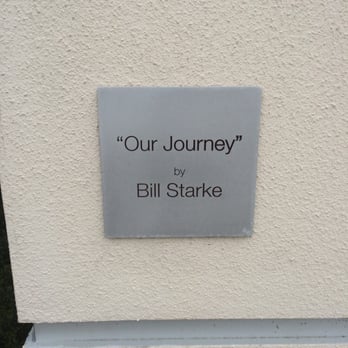 “Our Journey”
by
Bill Starke